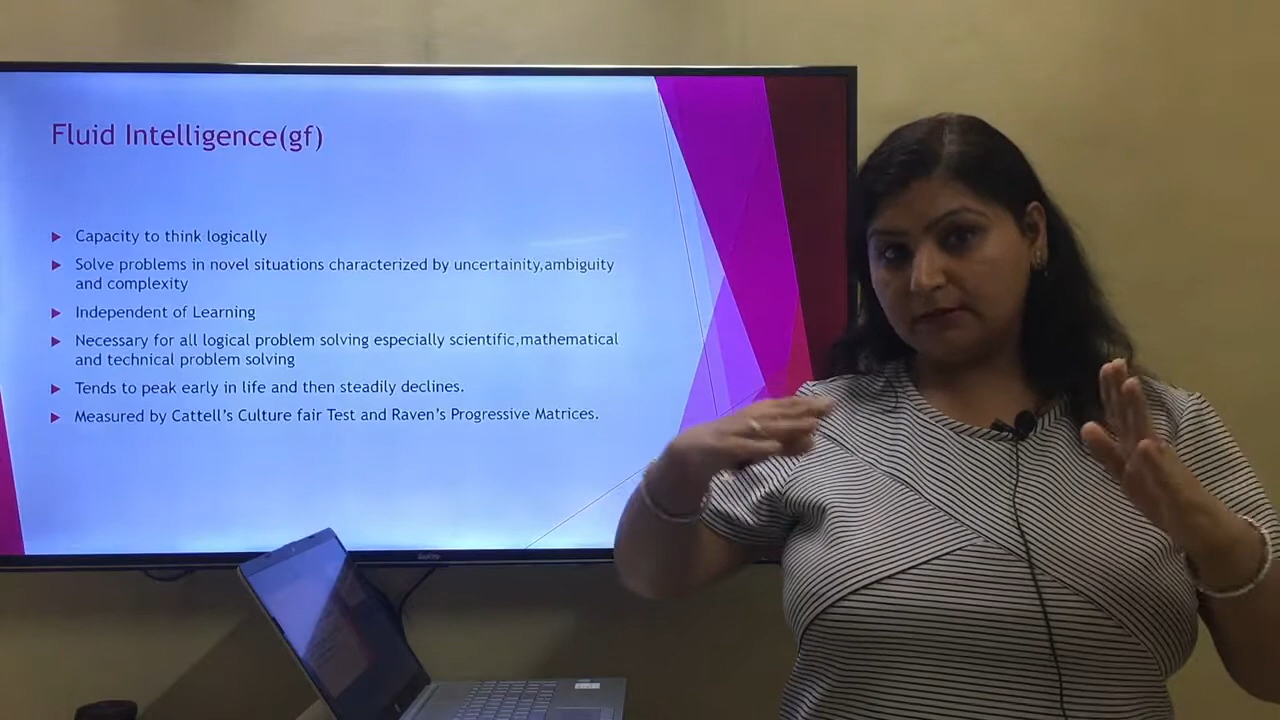 Fluid Intelligence(gf)
Capacity to think logically
Solve problems in novel situations characterized by uncertainity,ambiguity
and complexity
Independent of Learning
Necessary for all logical problem solving especially scientific,mathematical
and technical problem solving
Tends to peak early in life and then steadily declines.
Measured by Cattell's Culture fair Test and Raven's Progressive Matrices.